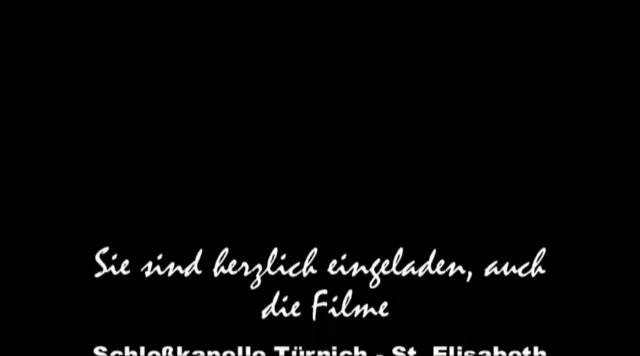 Sie sind herzlich eingeladen, auch
die Filme
Schloßkapelle Türnich - St. Elisabeth